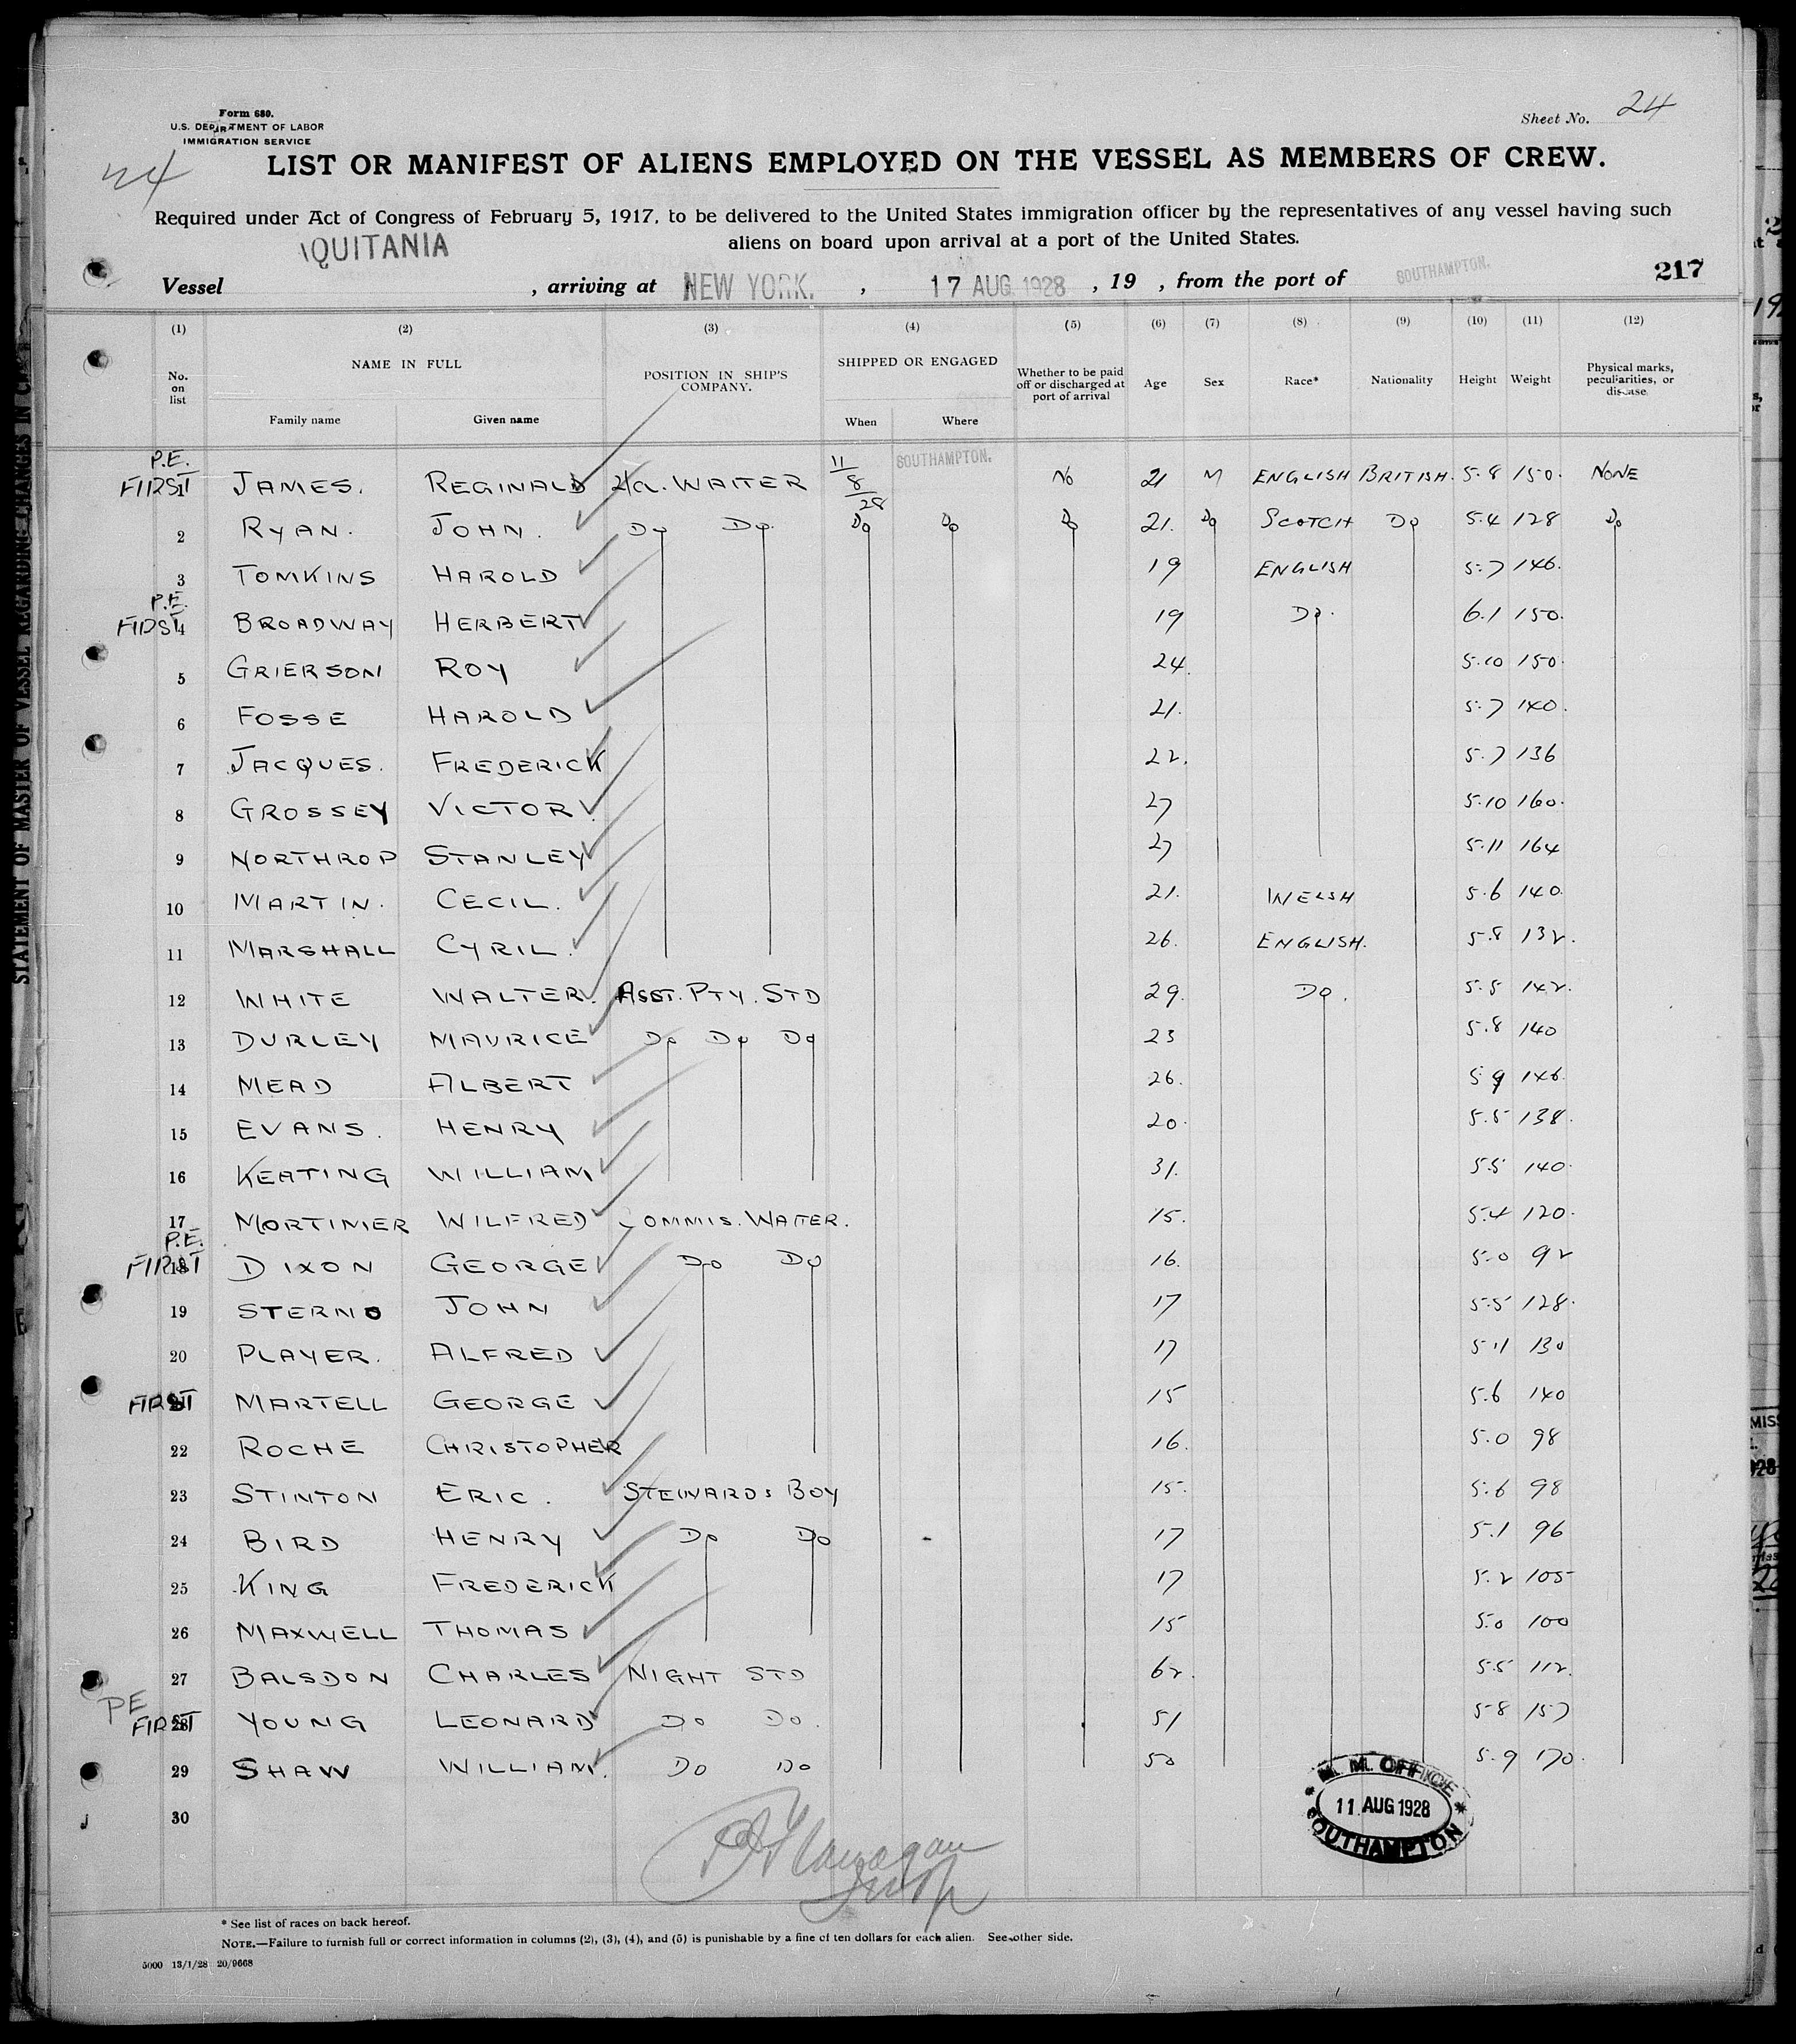 Form 680.
U.S. DEPARTMENT OF LABOR
IMMIGRATION SERVICE
Sheet No. 24
24
LIST OR MANIFEST OF ALIENS EMPLOYED ON THE VESSEL AS MEMBERS OF CREW.
Required under Act of Congress of February 5, 1917, to be delivered to the United States immigration officer by the representatives of any vessel having such
aliens on board upon arrival at a port of the United States.
Vessel AQUITANIA, arriving at NEW YORK., 17 AUG 1928, 19 , from the port of SOUTHAMPTON. 217
(1) (2) (3) (4) (5) (6) (7) (8) (9) (10) (11) (12)
No. on list NAME IN FULL POSITION IN SHIP'S COMPANY. SHIPPED OR ENGAGED Whether to be paid off or discharged at port of arrival Age Sex Race* Nationality Height Weight Physical marks, peculiarities, or disease
Family name Given name When Where
P.E. FIRST 1 JAMES. REGINALD 2/CL. WAITER 11/8/28 SOUTHAMPTON. No 21 M ENGLISH BRITISH. 5.8 150. NONE
2 RYAN. JOHN. Do Do. Do Do Do 21. Do SCOTCH Do 5.4 128 Do
3 TOMKINS HAROLD 19 ENGLISH 5.7 146.
P.E. FIRST 4 BROADWAY HERBERT 19 Do. 6.1 150.
5 GRIERSON ROY 24. 5.10 150.
6 FOSSE HAROLD 21. 5.7 140.
7 JACQUES. FREDERICK 22. 5.7 136
8 GROSSEY VICTOR. 27 5.10 160.
9 NORTHROP STANLEY 27 5.11 164
10 MARTIN. CECIL. 21. WELSH 5.6 140.
11 MARSHALL CYRIL. 26. ENGLISH. 5.8 132.
12 WHITE WALTER. ASST. PTY. STD 29. Do. 5.5 142.
13 DURLEY MAURICE Do Do Do 23 5.8 140
14 MEAD ALBERT 26. 5.9 146.
15 EVANS. HENRY 20. 5.5 138.
16 KEATING WILLIAM 31. 5.5 140.
17 MORTIMER WILFRED COMMIS. WAITER. 15. 5.4 120.
P.E. FIRST 18 DIXON GEORGE Do Do 16. 5.0 92
19 STERNO JOHN 17 5.5 128.
20 PLAYER. ALFRED 17 5.11 130
FIRST 21 MARTELL GEORGE 15 5.6 140
22 ROCHE CHRISTOPHER 16. 5.0 98
23 STINTON ERIC. STEWARDS BOY 15. 5.6 98
24 BIRD HENRY Do Do 17 5.1 96
25 KING FREDERICK 17 5.2 105
26 MAXWELL THOMAS 15 5.0 100
27 BALSDON CHARLES NIGHT STD 62. 5.5 112.
PE FIRST 28 YOUNG LEONARD Do Do. 51 5.8 157
29 SHAW WILLIAM. Do Do 50 5.9 170.
30
M. M. OFFICE
11 AUG 1928
SOUTHAMPTON
* See list of races on back hereof.
NOTE.—Failure to furnish full or correct information in columns (2), (3), (4), and (5) is punishable by a fine of ten dollars for each alien. See other side.
5000 13/1/28 20/9668
STATEMENT OF MASTER OF VESSEL REGARDING CHANGES IN